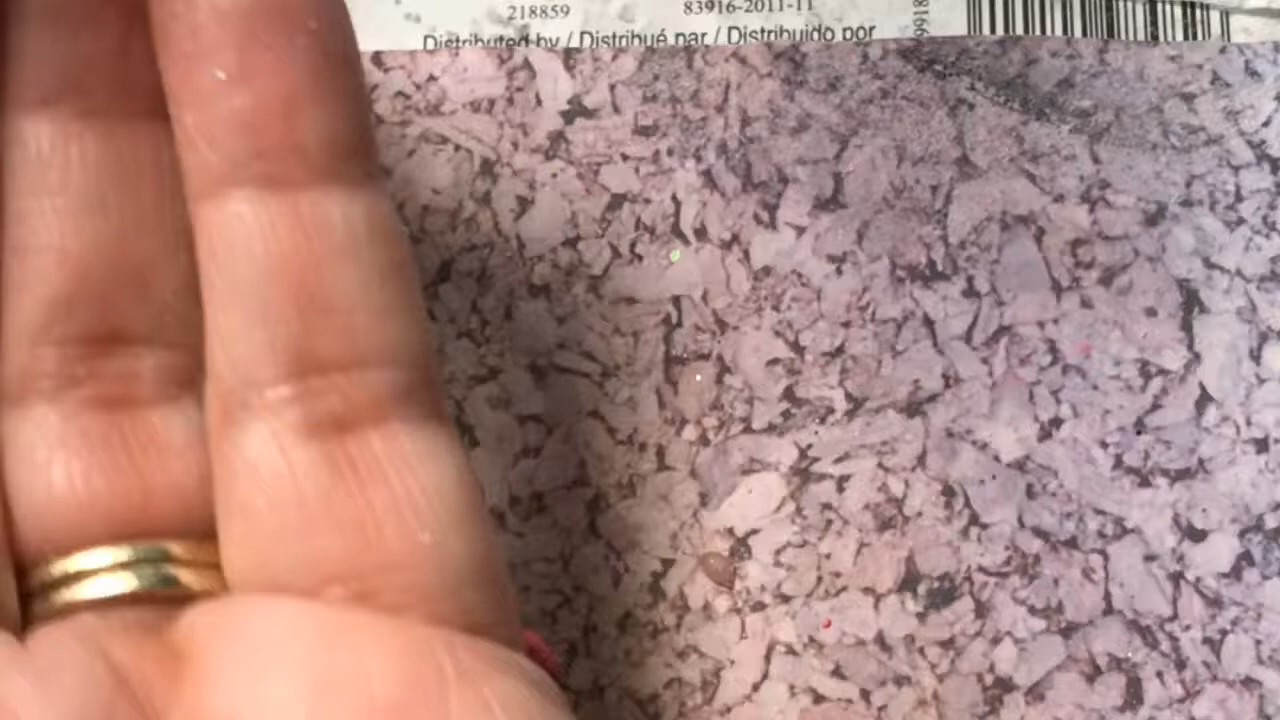 218859 83916-2011-11
Distributed by / Distribué par / Distribuido por